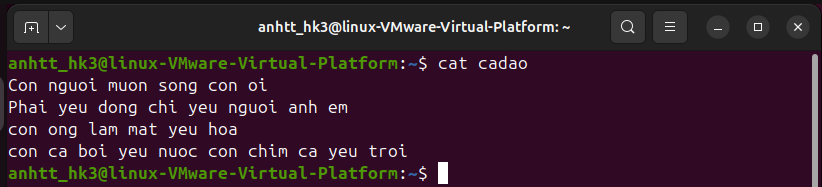 anhtt_hk3@linux-VMware-Virtual-Platform: ~
anhtt_hk3@linux-VMware-Virtual-Platform:~$ cat cadao
Con nguoi muon song con oi
Phai yeu dong chi yeu nguoi anh em
con ong lam mat yeu hoa
con ca boi yeu nuoc con chim ca yeu troi
anhtt_hk3@linux-VMware-Virtual-Platform:~$